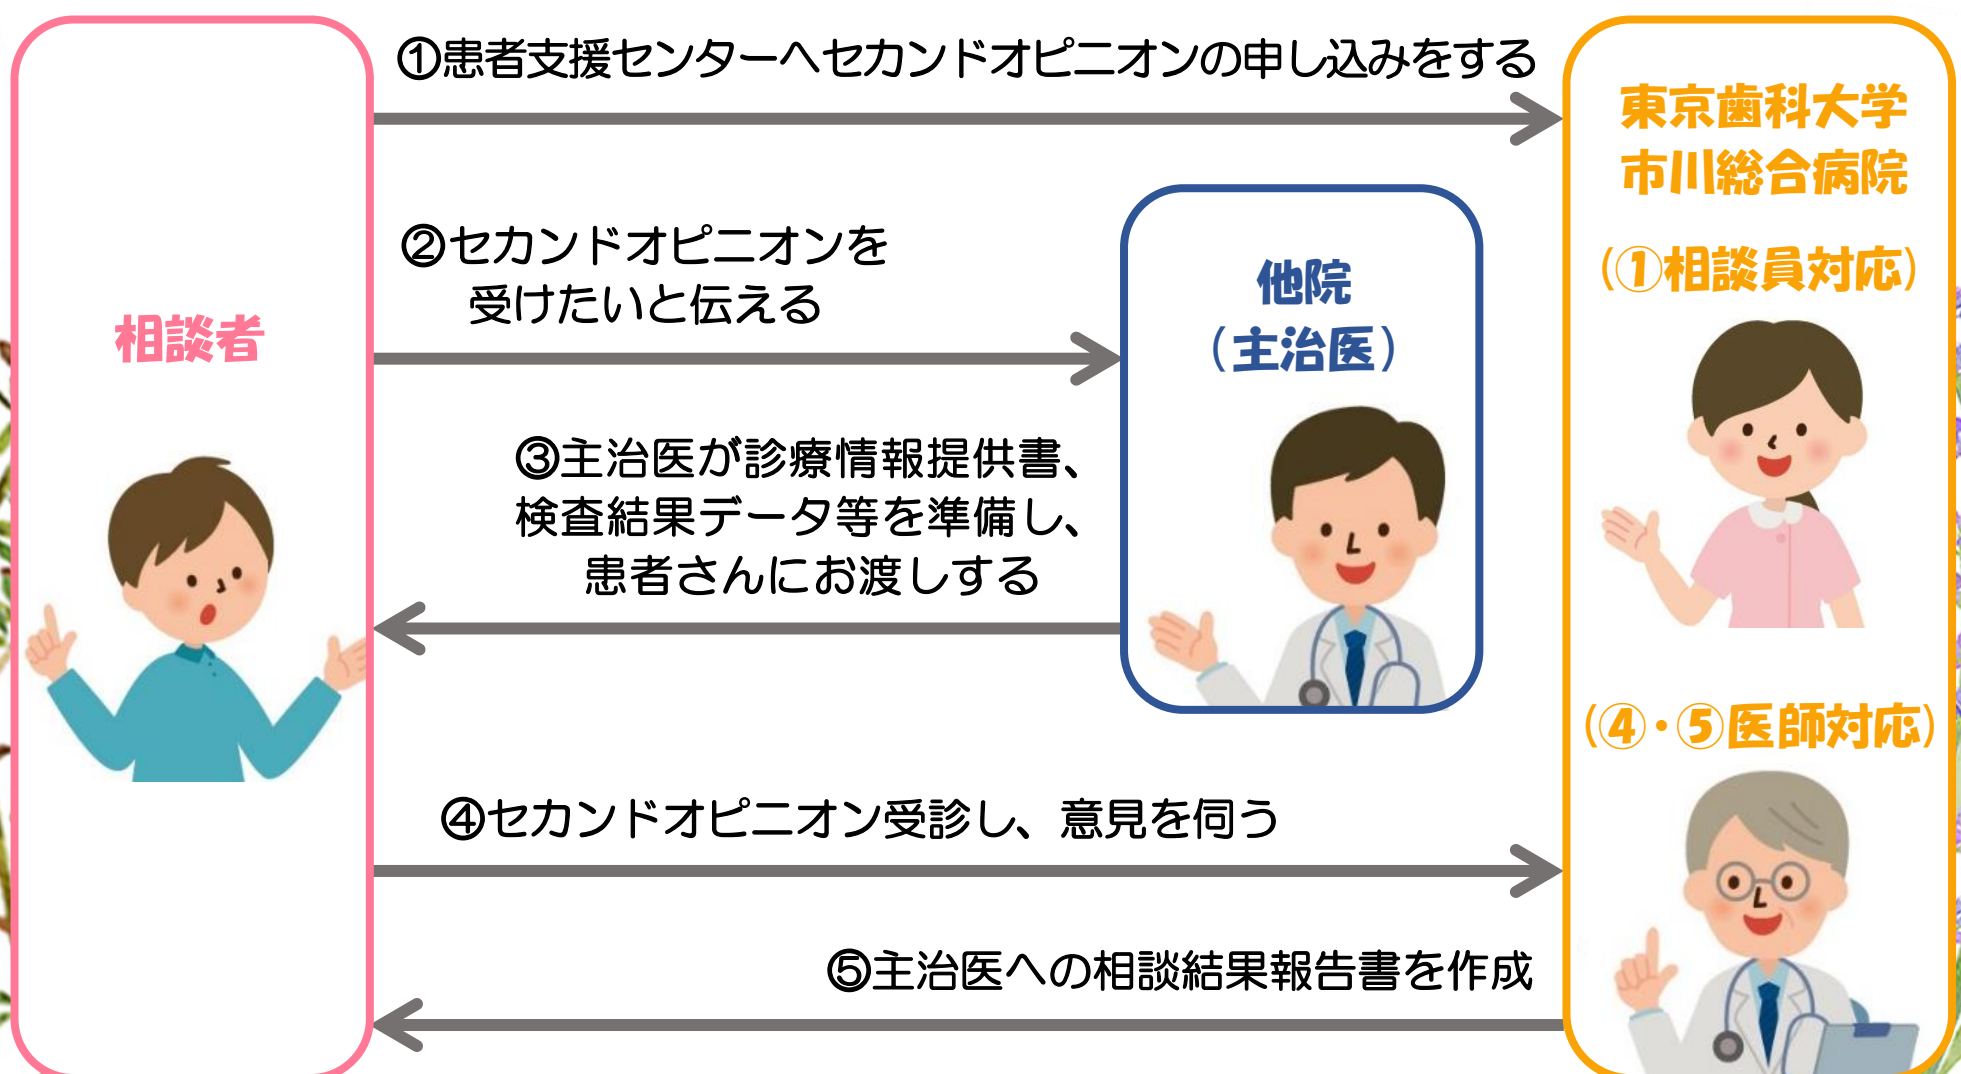 ①患者支援センターへセカンドオピニオンの申し込みをする
東京歯科大学
市川総合病院
(①相談員対応)
②セカンドオピニオンを
受けたいと伝える
他院
(主治医)
相談者
③主治医が診療情報提供書、
検査結果データ等を準備し、
患者さんにお渡しする
(④・⑤医師対応)
④セカンドオピニオン受診し、意見を伺う
⑤主治医への相談結果報告書を作成